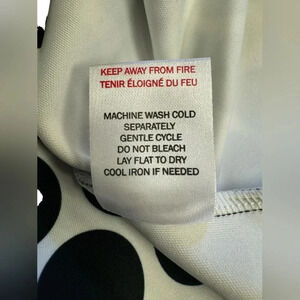 KEEP AWAY FROM FIRE
TENIR ÉLOIGNÉ DU FEU
MACHINE WASH COLD
SEPARATELY
GENTLE CYCLE
DO NOT BLEACH
LAY FLAT TO DRY
COOL IRON IF NEEDED